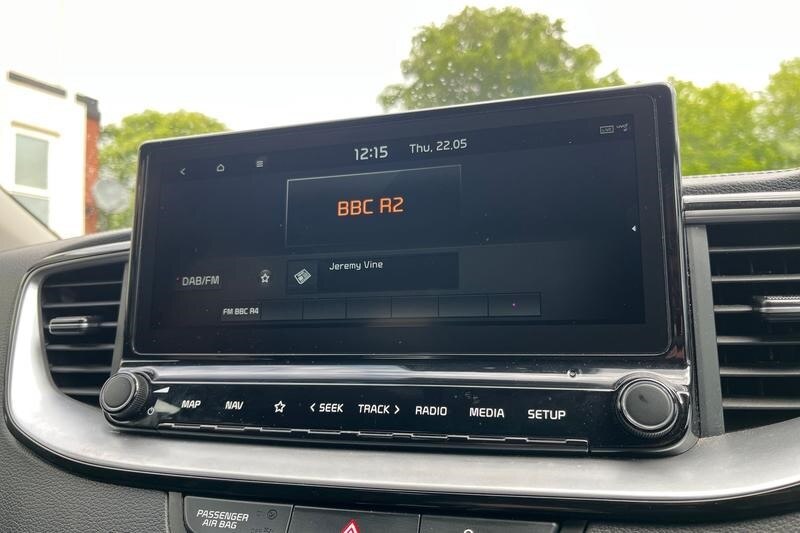 12:15 Thu, 22.05
BBC R2
Jeremy Vine
DAB/FM
FM BBC R4
MAP NAV < SEEK TRACK > RADIO MEDIA SETUP
PASSENGER
AIR BAG